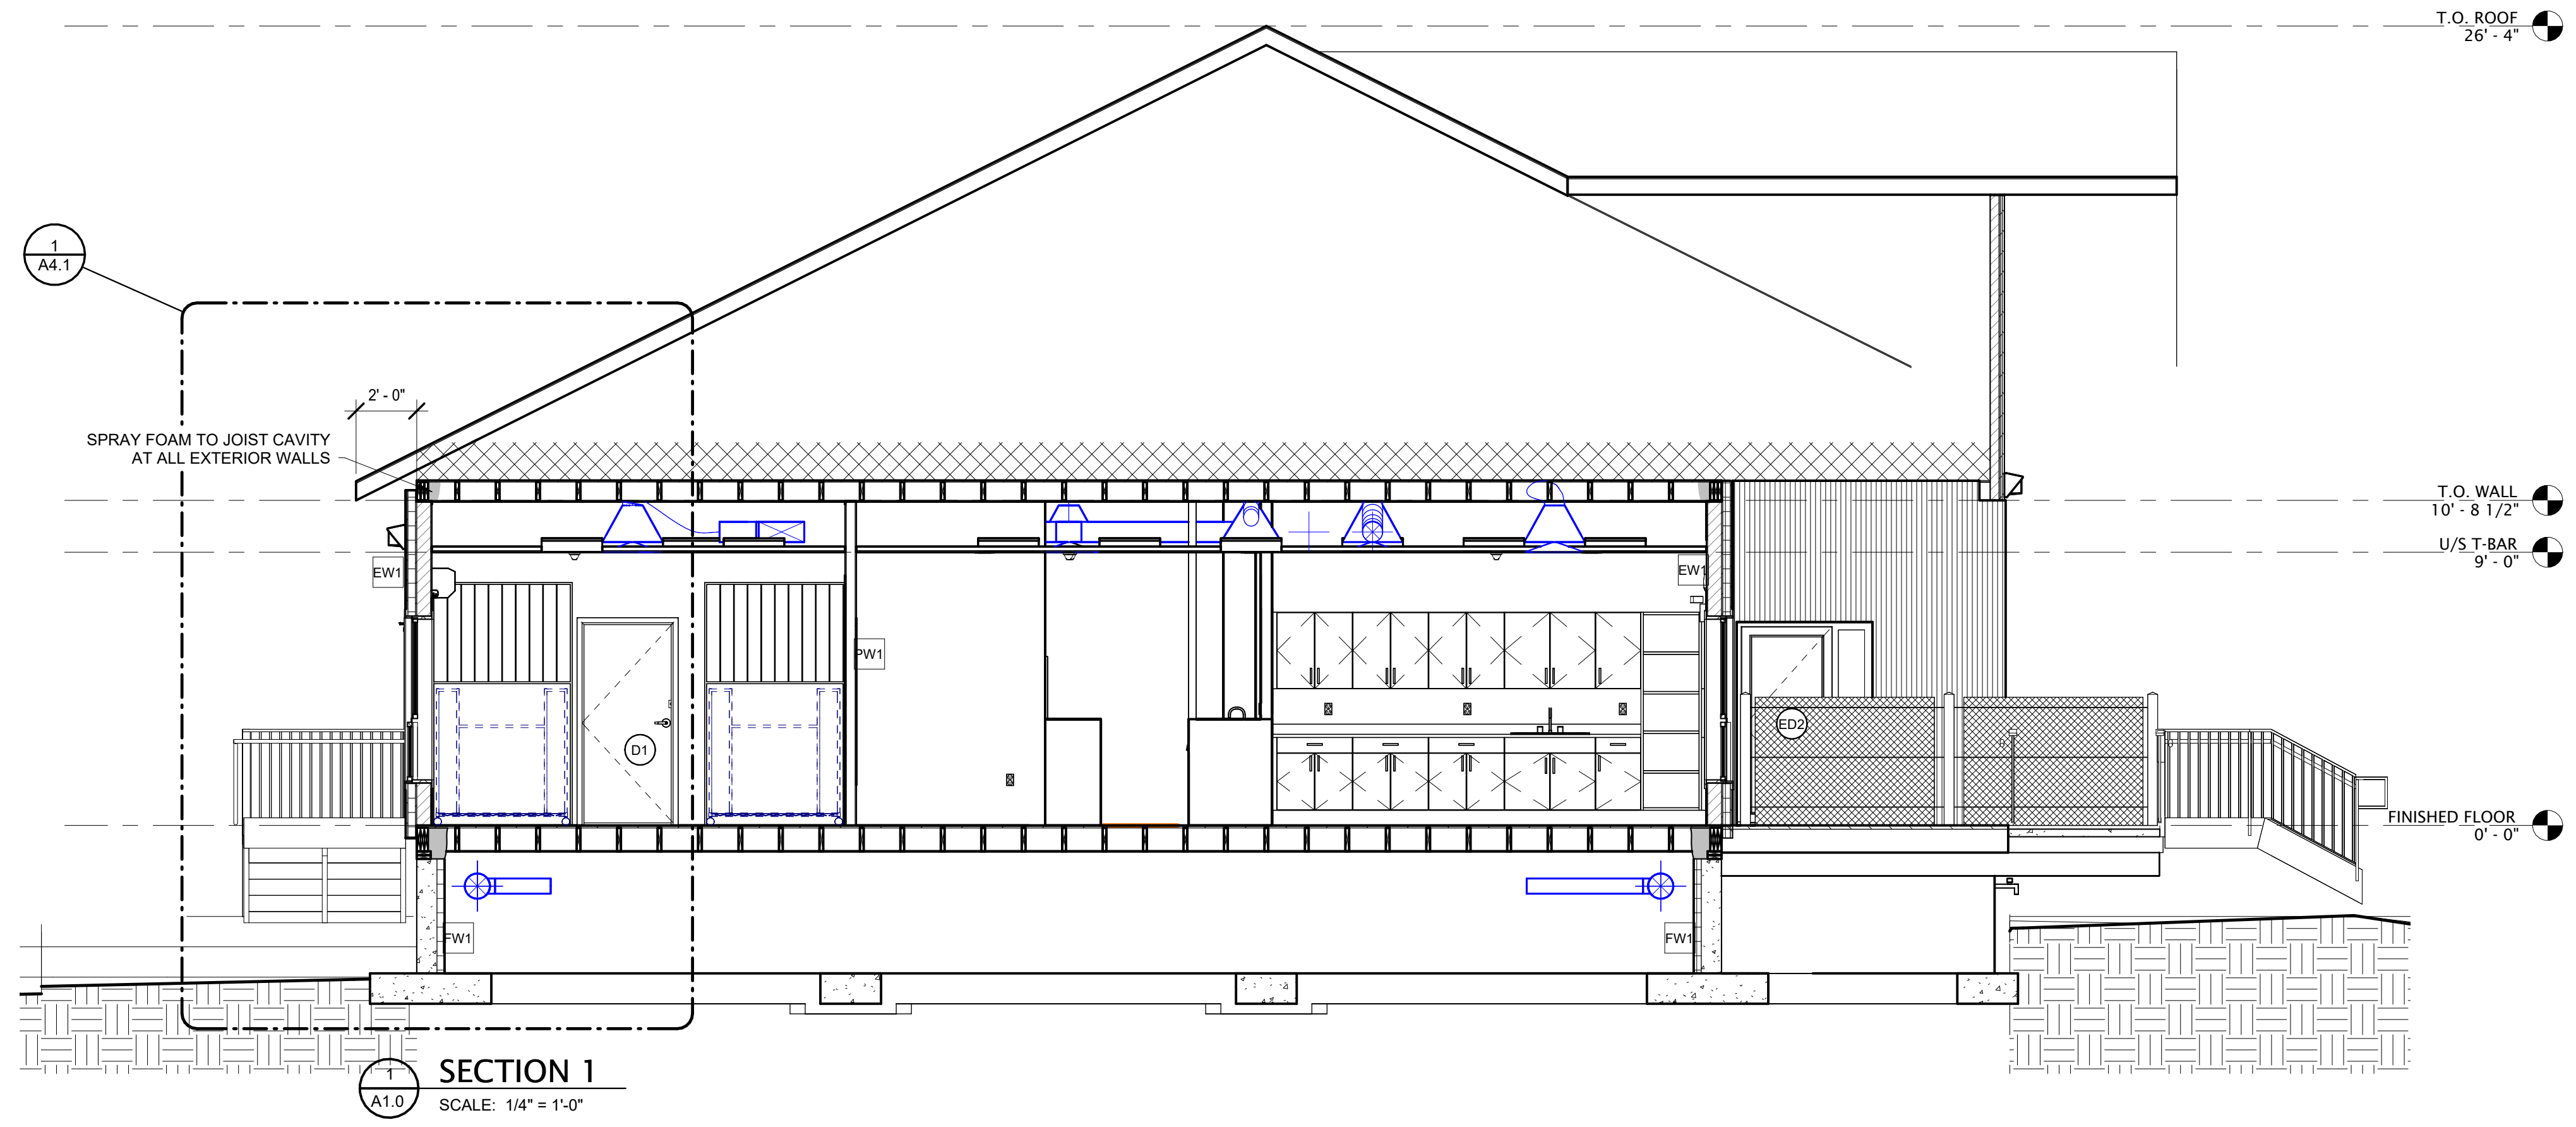 T.O. ROOF
26' - 4"
1
A4.1
2' - 0"
SPRAY FOAM TO JOIST CAVITY
AT ALL EXTERIOR WALLS
T.O. WALL
10' - 8 1/2"
U/S T-BAR
9' - 0"
EW1
EW1
PW1
D1
ED2
FINISHED FLOOR
0' - 0"
FW1
FW1
1
A1.0
SECTION 1
SCALE: 1/4" = 1'-0"